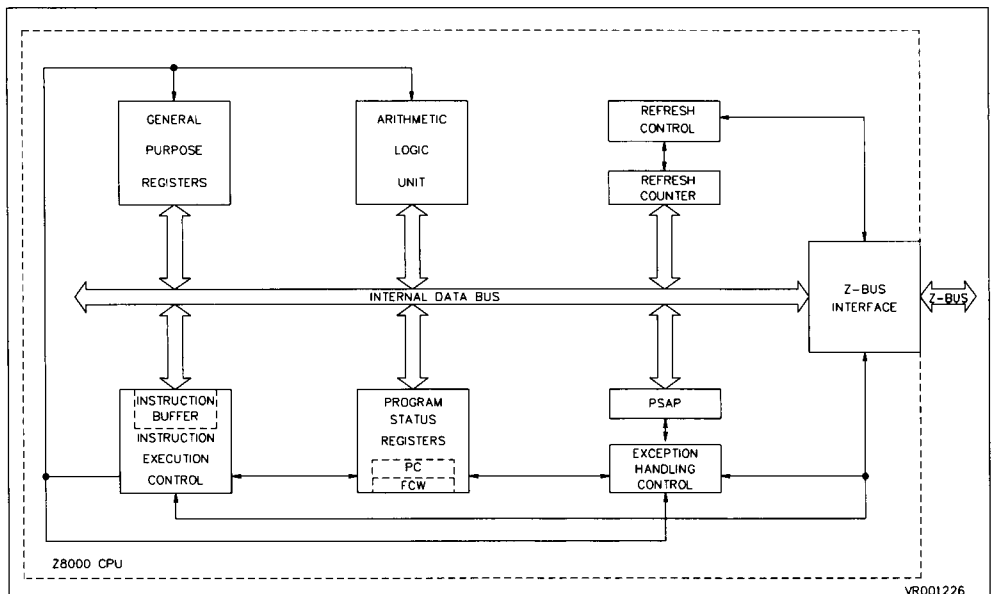 GENERAL
PURPOSE
REGISTERS
ARITHMETIC
LOGIC
UNIT
REFRESH
CONTROL
REFRESH
COUNTER
INTERNAL DATA BUS
Z-BUS
INTERFACE
Z-BUS
INSTRUCTION
BUFFER
INSTRUCTION
EXECUTION
CONTROL
PROGRAM
STATUS
REGISTERS
PC
FCW
PSAP
EXCEPTION
HANDLING
CONTROL
Z8000 CPU
VR001226